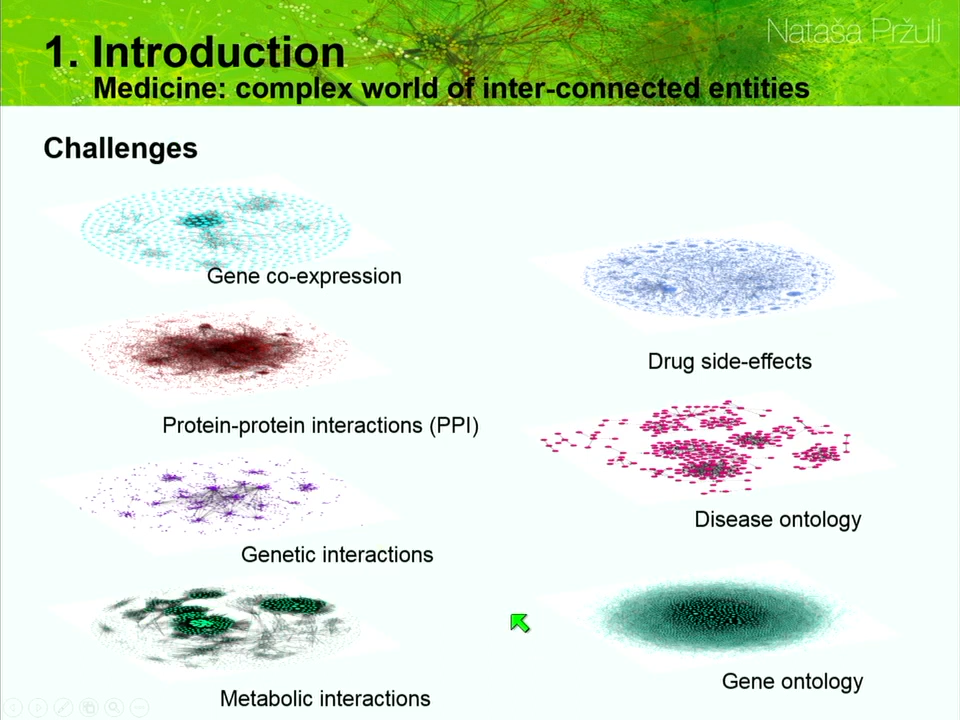 Nataša Pržulj
1. Introduction
Medicine: complex world of inter-connected entities
Challenges
Gene co-expression
Drug side-effects
Protein-protein interactions (PPI)
Disease ontology
Genetic interactions
Gene ontology
Metabolic interactions